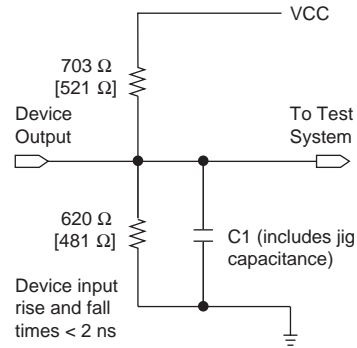 VCC
703 Ω
[521 Ω]
Device
Output
To Test
System
620 Ω
[481 Ω]
C1 (includes jig
capacitance)
Device input
rise and fall
times < 2 ns